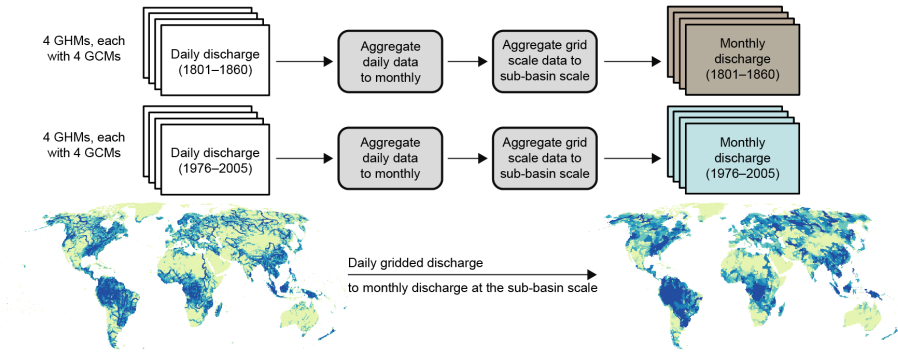 4 GHMs, each
with 4 GCMs
Daily discharge
(1801–1860)
Aggregate
daily data
to monthly
Aggregate grid
scale data to
sub-basin scale
Monthly
discharge
(1801–1860)
4 GHMs, each
with 4 GCMs
Daily discharge
(1976–2005)
Aggregate
daily data
to monthly
Aggregate grid
scale data to
sub-basin scale
Monthly
discharge
(1976–2005)
Daily gridded discharge
to monthly discharge at the sub-basin scale